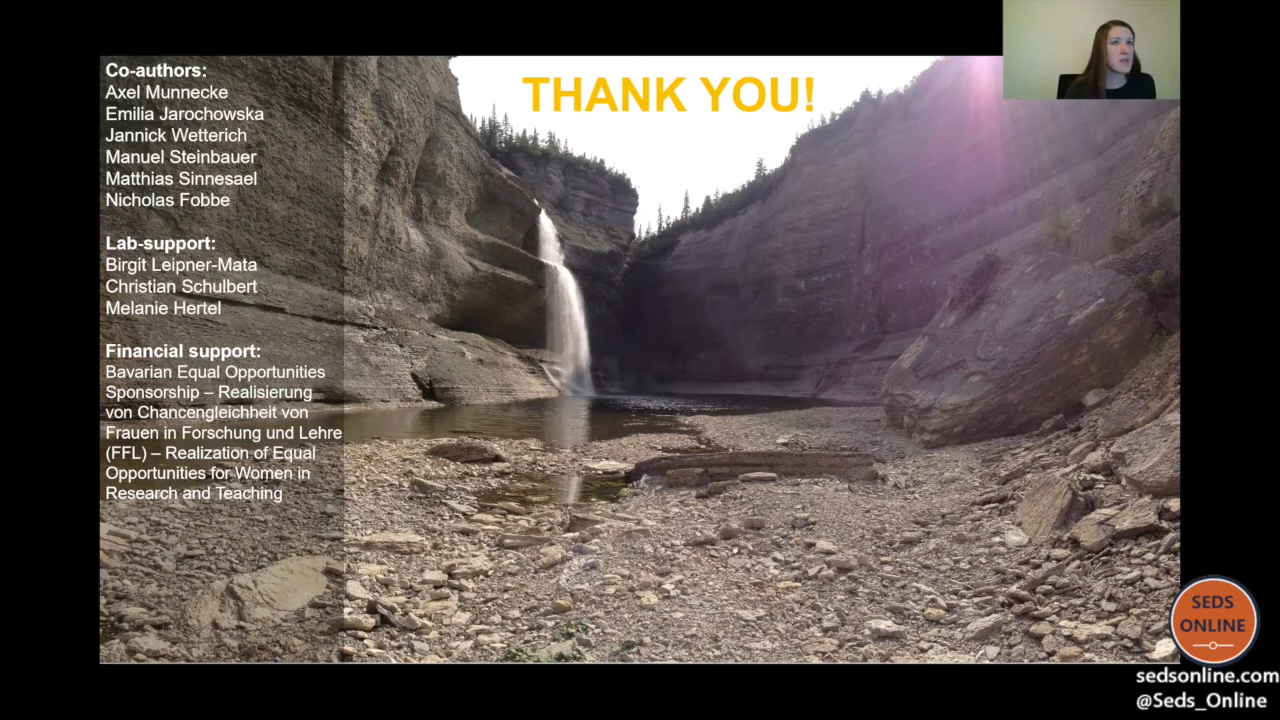 THANK YOU!
Co-authors:
Axel Munnecke
Emilia Jarochowska
Jannick Wetterich
Manuel Steinbauer
Matthias Sinnesael
Nicholas Fobbe
Lab-support:
Birgit Leipner-Mata
Christian Schulbert
Melanie Hertel
Financial support:
Bavarian Equal Opportunities
Sponsorship – Realisierung
von Chancengleichheit von
Frauen in Forschung und Lehre
(FFL) – Realization of Equal
Opportunities for Women in
Research and Teaching
SEDS
ONLINE
sedsonline.com
@Seds_Online